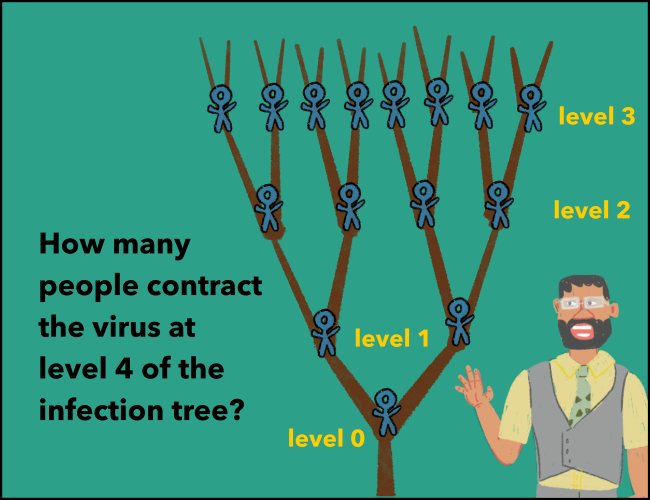 level 3
level 2
How many
people contract
the virus at
level 4 of the
infection tree?
level 1
level 0